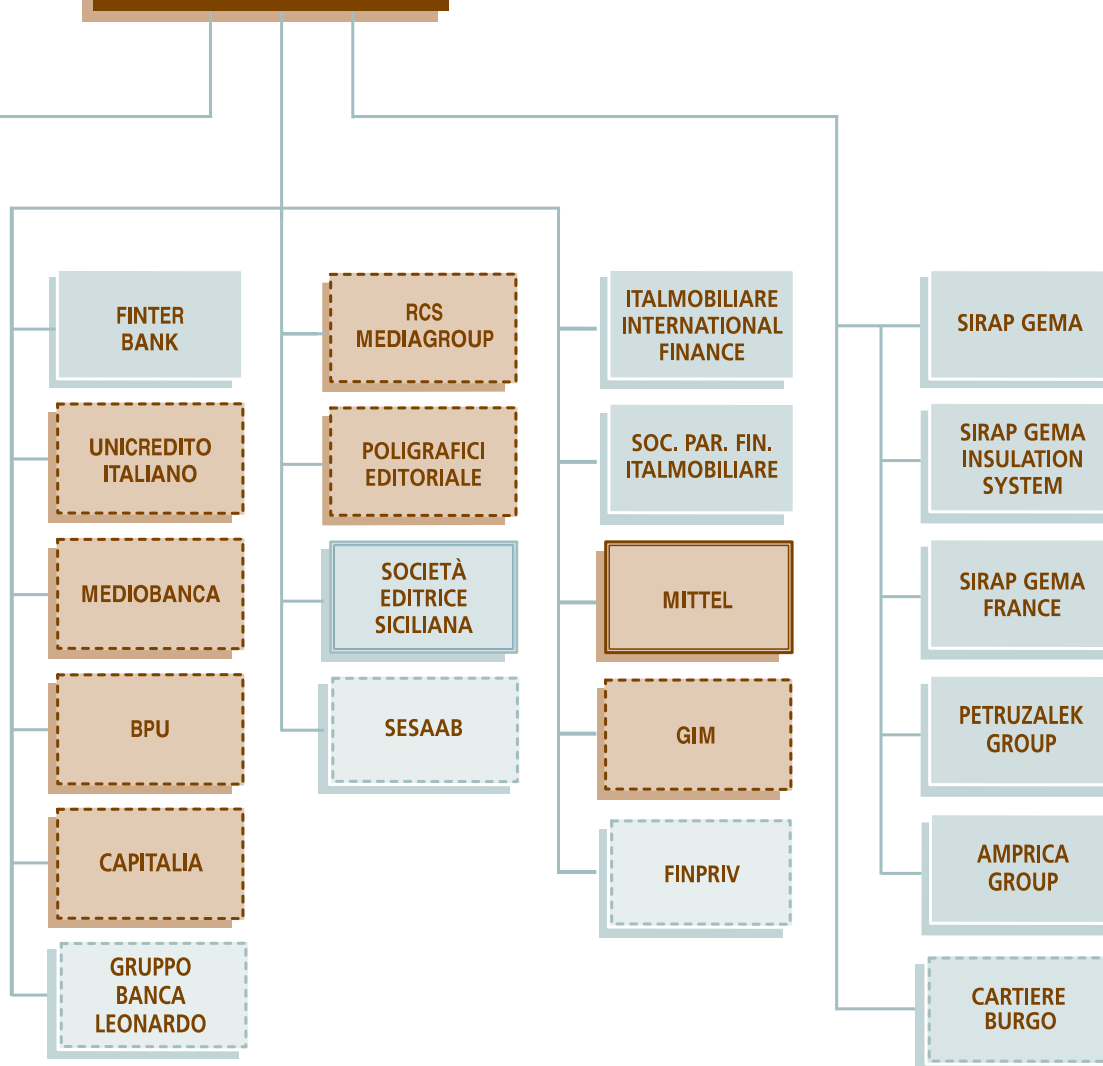 FINTER
BANK
UNICREDITO
ITALIANO
MEDIOBANCA
BPU
CAPITALIA
GRUPPO
BANCA
LEONARDO
RCS
MEDIAGROUP
POLIGRAFICI
EDITORIALE
SOCIETÀ
EDITRICE
SICILIANA
SESAAB
ITALMOBILIARE
INTERNATIONAL
FINANCE
SOC. PAR. FIN.
ITALMOBILIARE
MITTEL
GIM
FINPRIV
SIRAP GEMA
SIRAP GEMA
INSULATION
SYSTEM
SIRAP GEMA
FRANCE
PETRUZALEK
GROUP
AMPRICA
GROUP
CARTIERE
BURGO